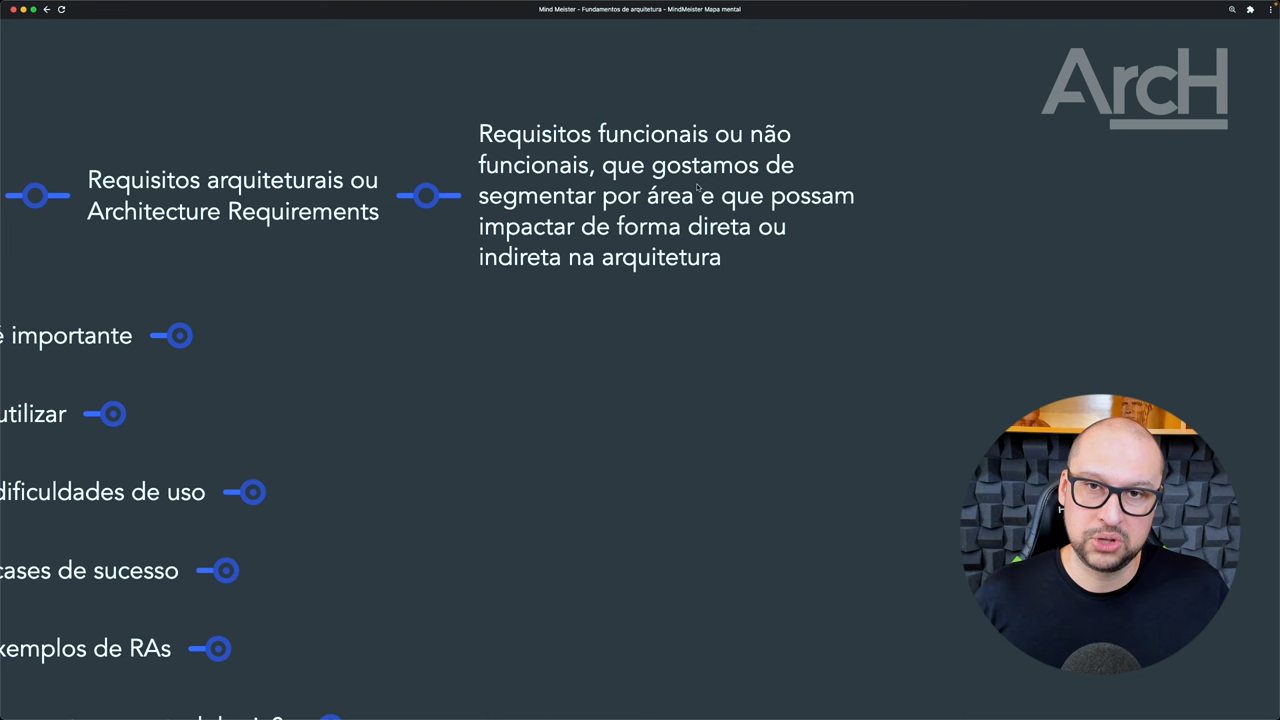 Mind Meister - Fundamentos de arquitetura - MindMeister Mapa mental
ArcH
Requisitos arquiteturais ou
Architecture Requirements
Requisitos funcionais ou não
funcionais, que gostamos de
segmentar por área e que possam
impactar de forma direta ou
indireta na arquitetura
é importante
utilizar
dificuldades de uso
cases de sucesso
xemplos de RAs